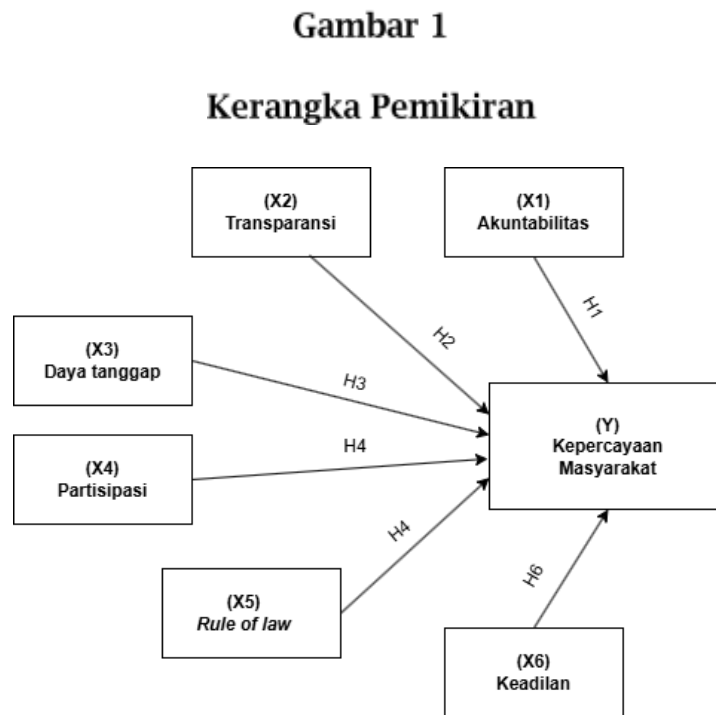 Gambar 1
Kerangka Pemikiran
(X2)
Transparansi
(X1)
Akuntabilitas
H1
H2
(X3)
Daya tanggap
H3
(Y)
Kepercayaan
Masyarakat
(X4)
Partisipasi
H4
H4
(X5)
Rule of law
H6
(X6)
Keadilan